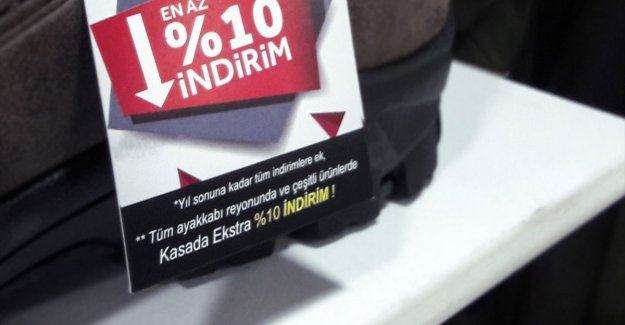 EN AZ
%10
İNDİRİM
*Yıl sonuna kadar tüm indirimlere ek,
** Tüm ayakkabı reyonunda ve çeşitli ürünlerde
Kasada Ekstra %10 İNDİRİM !